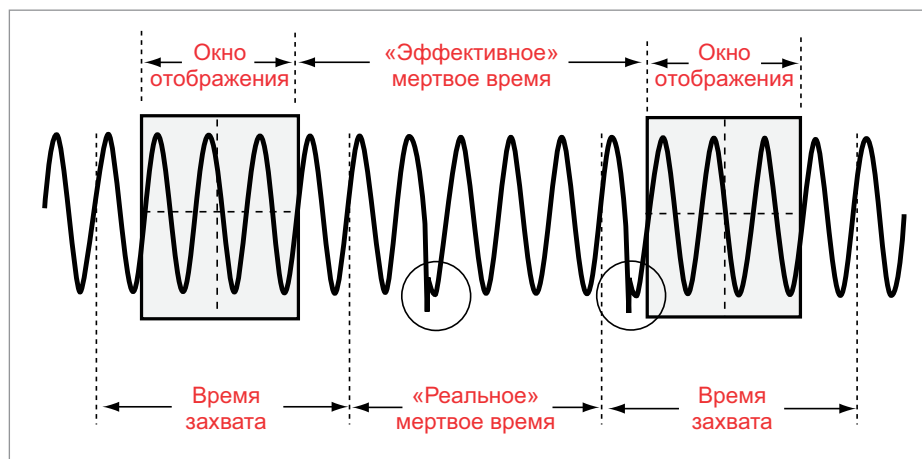 Окно
отображения
«Эффективное»
мертвое время
Окно
отображения
Время
захвата
«Реальное»
мертвое время
Время
захвата